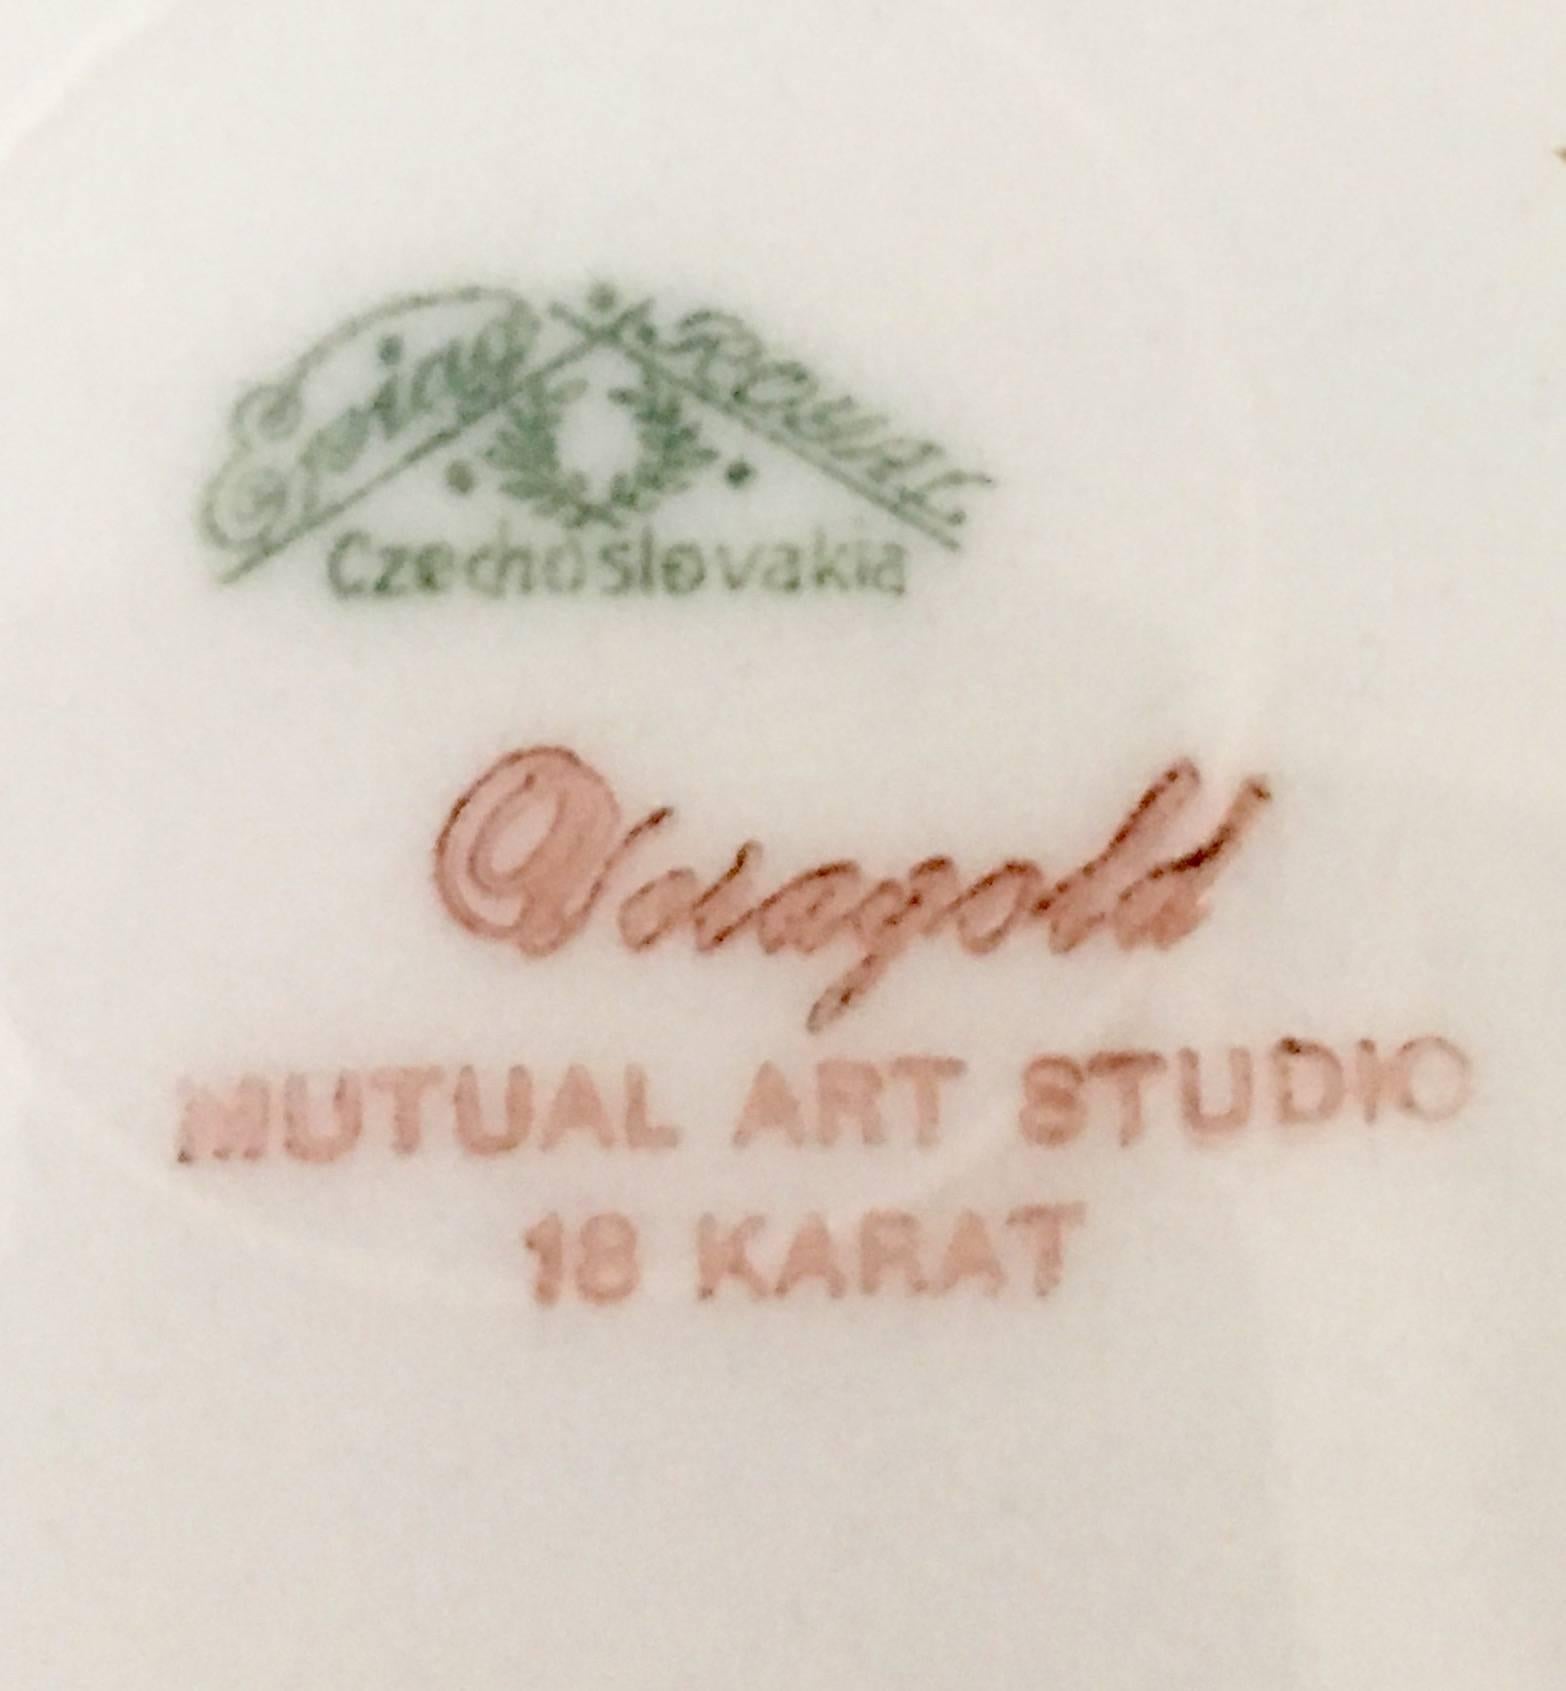 Epiag Royal
Czechoslovakia
Doragold
MUTUAL ART STUDIO
18 KARAT